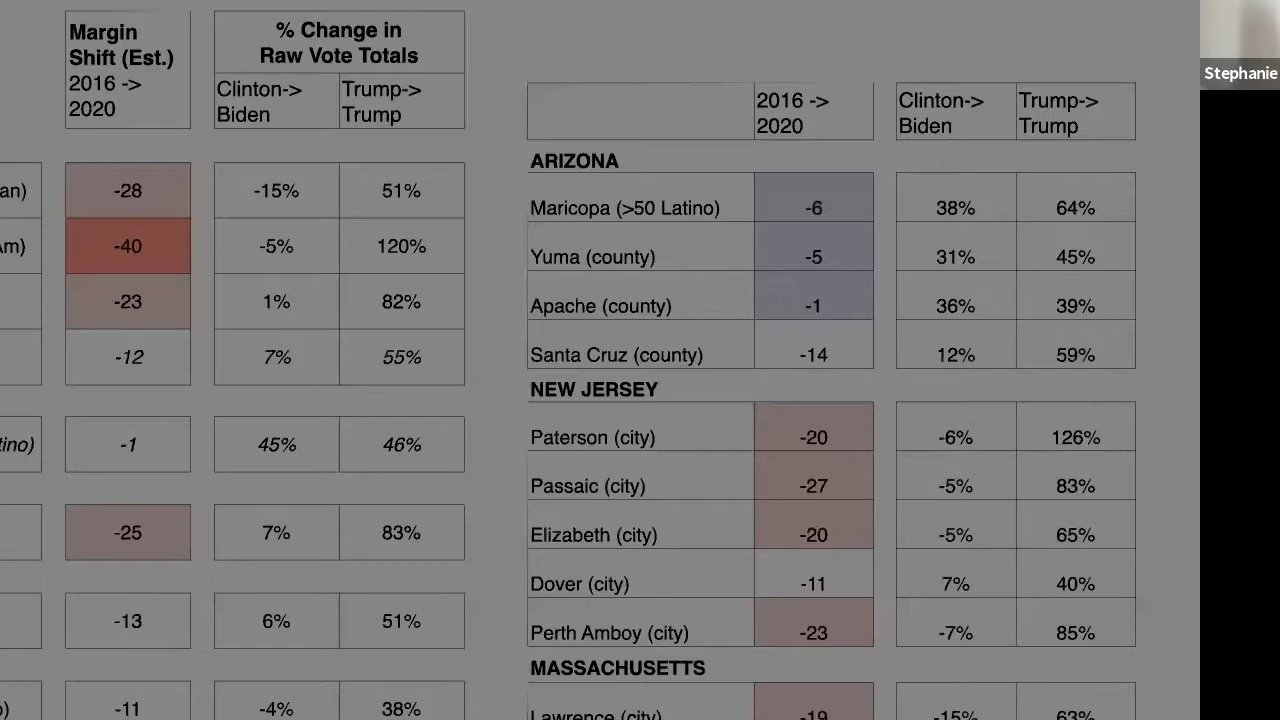 Margin
Shift (Est.)
2016 ->
2020
% Change in
Raw Vote Totals
Clinton->
Biden
Trump->
Trump
an) -28 -15% 51%
Am) -40 -5% 120%
-23 1% 82%
-12 7% 55%
tino) -1 45% 46%
-25 7% 83%
-13 6% 51%
) -11 -4% 38%
2016 ->
2020
Clinton->
Biden
Trump->
Trump
ARIZONA
Maricopa (>50 Latino) -6 38% 64%
Yuma (county) -5 31% 45%
Apache (county) -1 36% 39%
Santa Cruz (county) -14 12% 59%
NEW JERSEY
Paterson (city) -20 -6% 126%
Passaic (city) -27 -5% 83%
Elizabeth (city) -20 -5% 65%
Dover (city) -11 7% 40%
Perth Amboy (city) -23 -7% 85%
MASSACHUSETTS
Lawrence (city) -19 -15% 63%
Stephanie